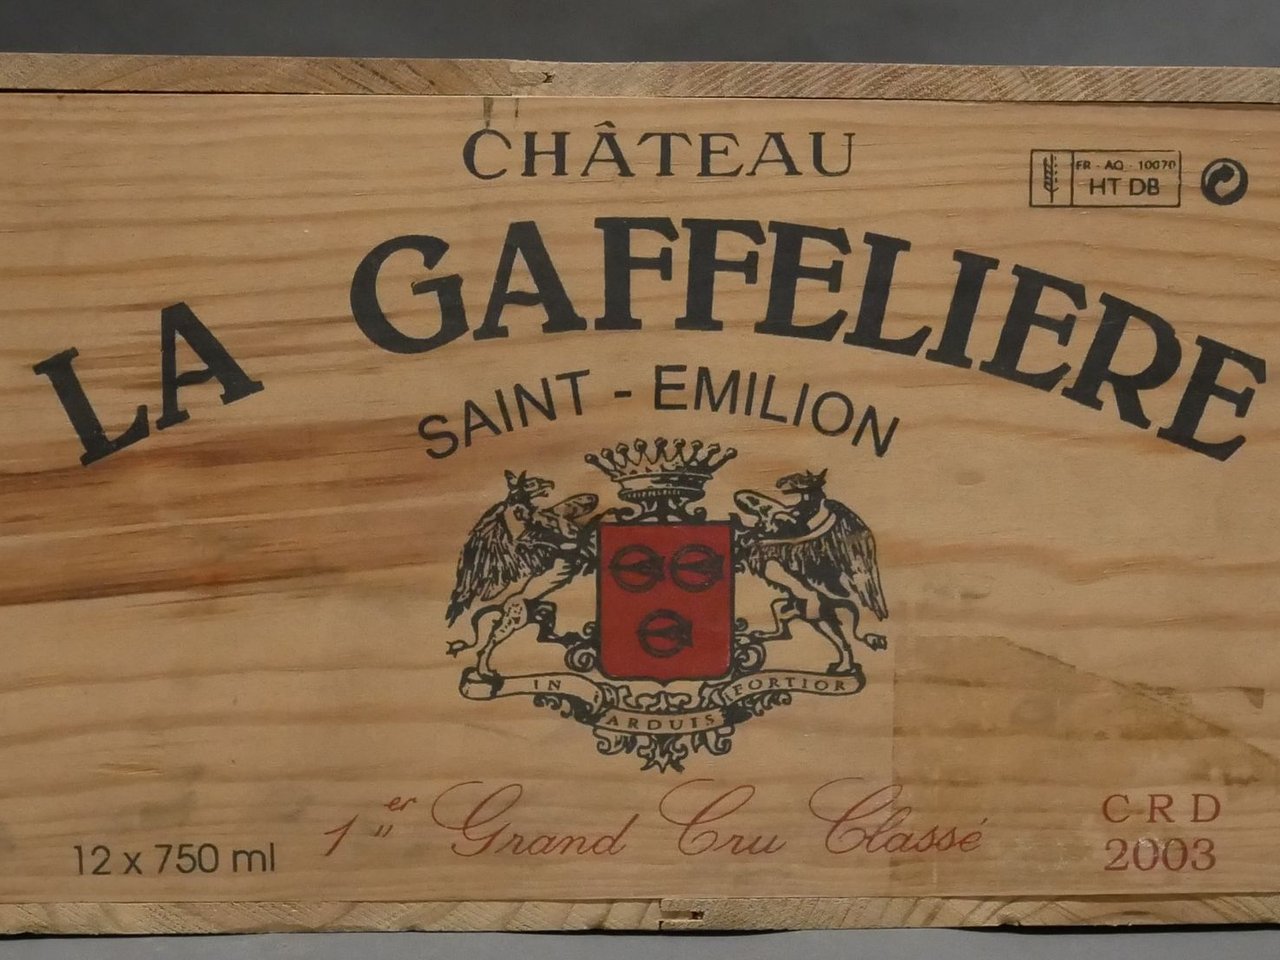 CHÂTEAU
FR - AQ - 10070
HT DB
LA GAFFELIERE
SAINT - EMILION
IN ARDUIS FORTIOR
1er Grand Cru Classé
12 x 750 ml
CRD
2003